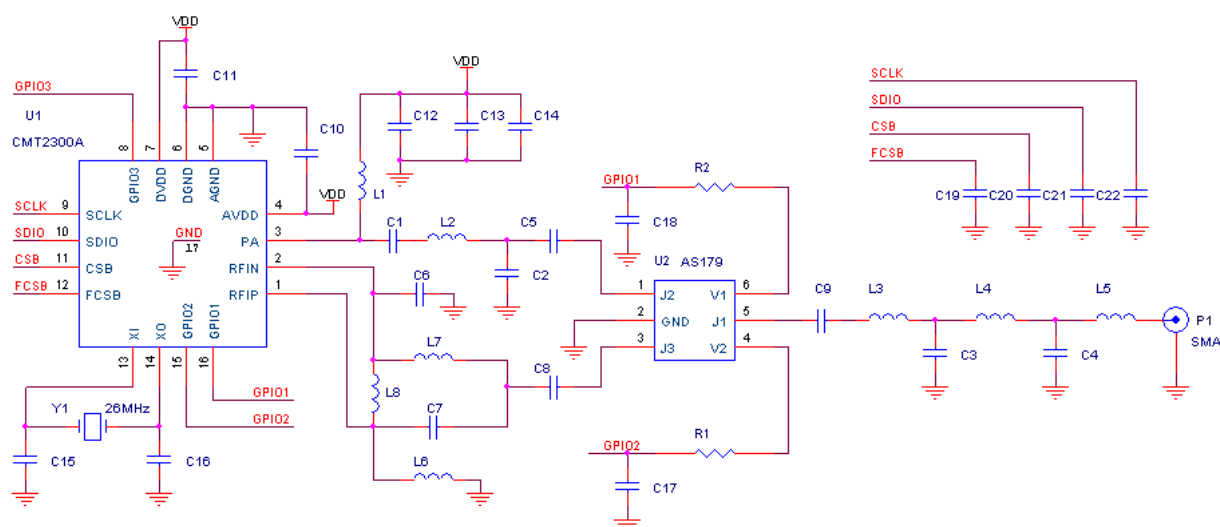 VDD
C11
GPIO3
U1
CMT2300A
C10
VDD
C12
C13
C14
SCLK
SDIO
CSB
FCSB
C19
C20
C21
C22
8
7
6
5
GPIO3
DVDD
DGND
AGND
VDD
L1
SCLK 9 SCLK
AVDD 4
SDIO 10 SDIO
GND
17
PA 3
CSB 11 CSB
RFIN 2
FCSB 12 FCSB
RFIP 1
XI
XO
GPIO2
GPIO1
13
14
15
16
C1
L2
C5
C2
C6
GPIO1
R2
C18
U2 AS179
1 J2
V1 6
2 GND
J1 5
3 J3
V2 4
C9
L3
L4
L5
P1
SMA
C3
C4
L7
L8
C8
C7
L6
GPIO1
GPIO2
Y1
26MHz
C15
C16
GPIO2
R1
C17